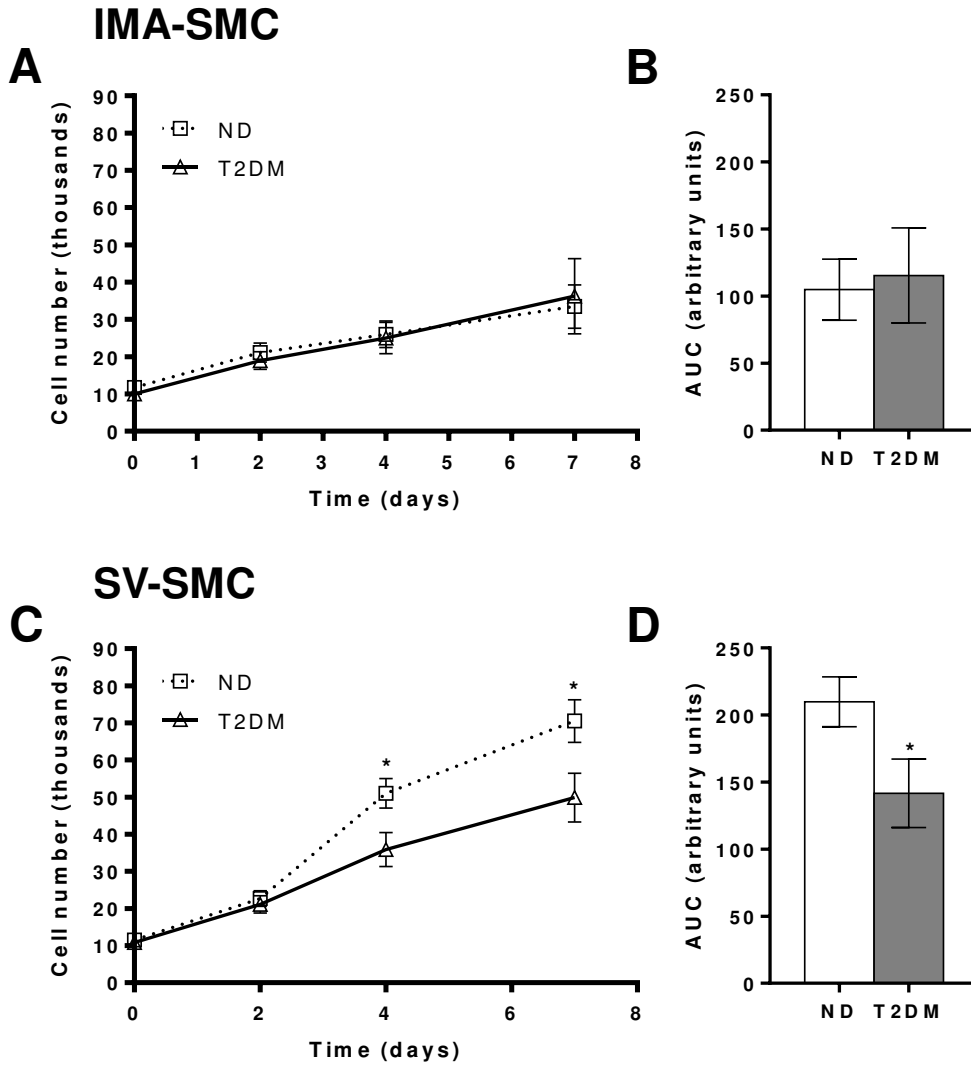 IMA-SMC
A
Cell number (thousands)
90
80
70
60
50
40
30
20
10
0
ND
T2DM
0 1 2 3 4 5 6 7 8
Time (days)
B
AUC (arbitrary units)
250
200
150
100
50
0
ND T2DM
SV-SMC
C
Cell number (thousands)
90
80
70
60
50
40
30
20
10
0
ND
T2DM
*
*
0 2 4 6 8
Time (days)
D
AUC (arbitrary units)
250
200
150
100
50
0
*
ND T2DM